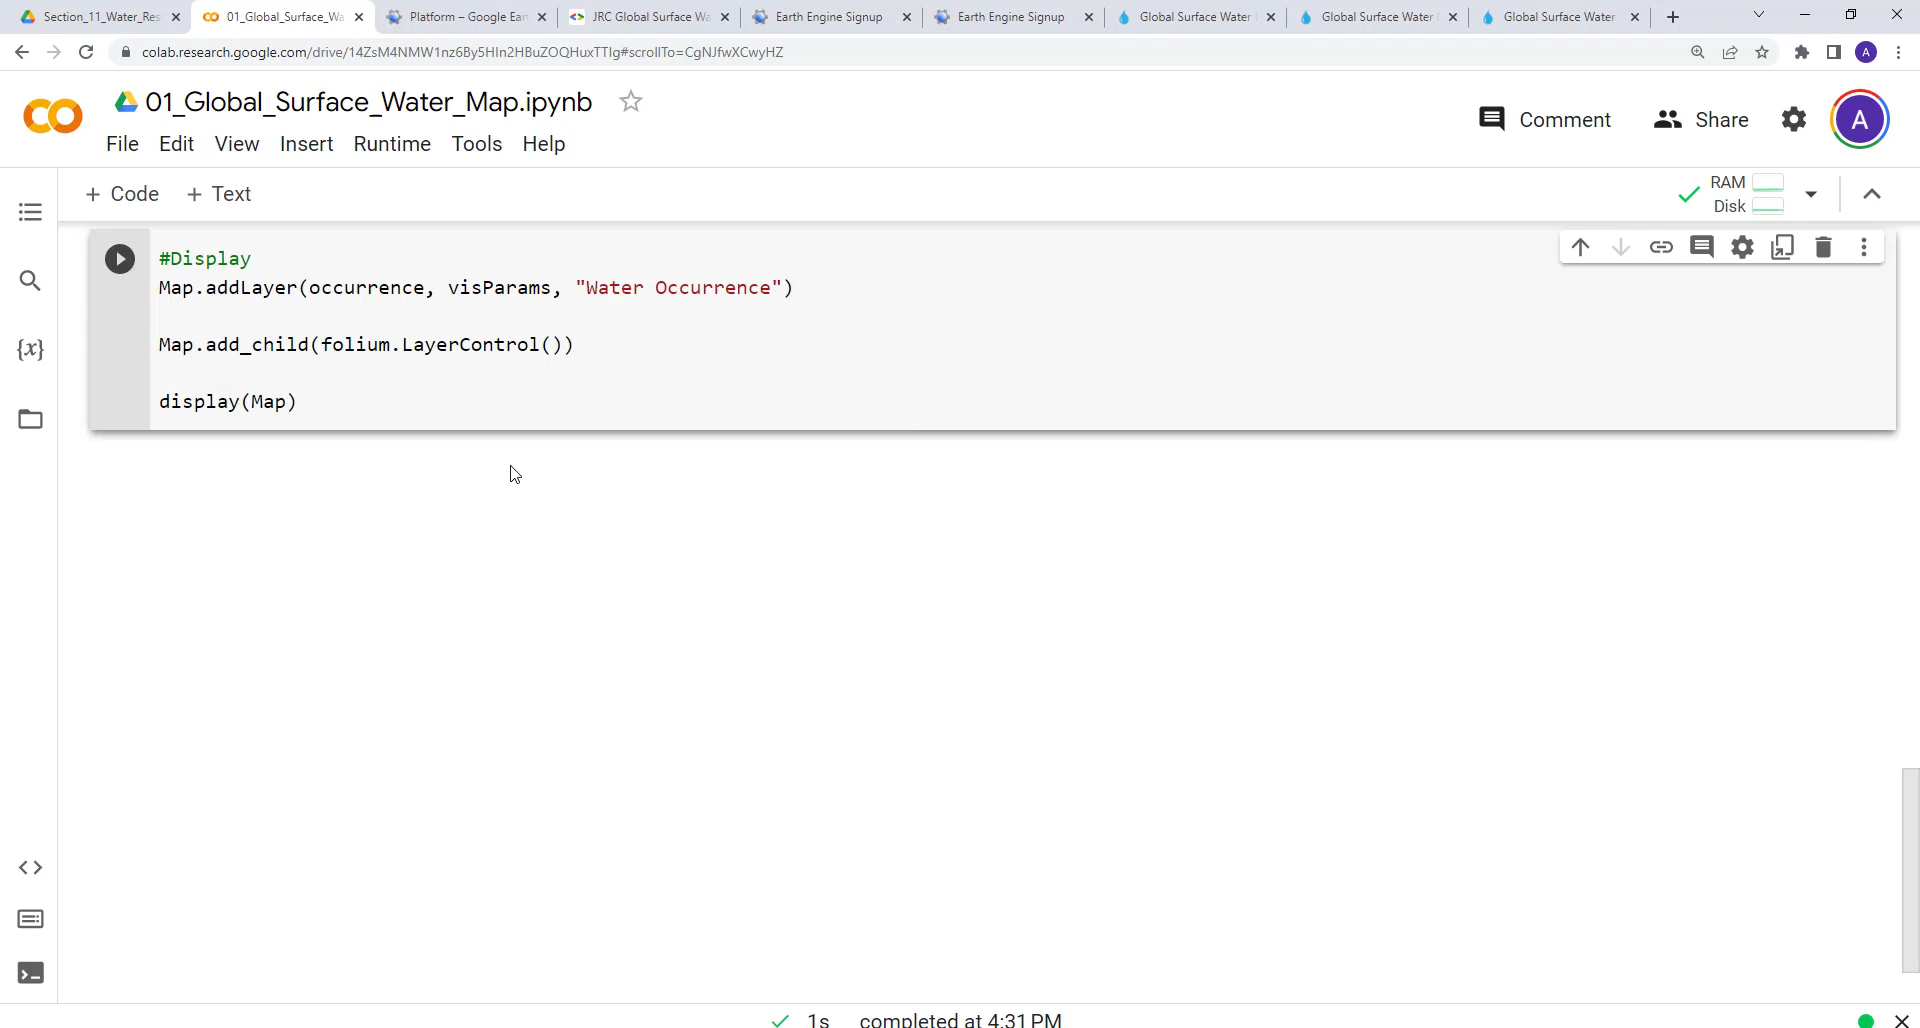 Section_11_Water_Res
01_Global_Surface_Wa
Platform – Google Ear
JRC Global Surface Wa
Earth Engine Signup
Earth Engine Signup
Global Surface Water
Global Surface Water
Global Surface Water
colab.research.google.com/drive/14ZsM4NMW1nz6By5HIn2HBuZOQHuxTTIg#scrollTo=CgNJfwXCwyHZ
A
01_Global_Surface_Water_Map.ipynb
File Edit View Insert Runtime Tools Help
Comment
Share
A
+ Code + Text
RAM
Disk
{x}
#Display
Map.addLayer(occurrence, visParams, "Water Occurrence")
Map.add_child(folium.LayerControl())
display(Map)
1s completed at 4:31 PM